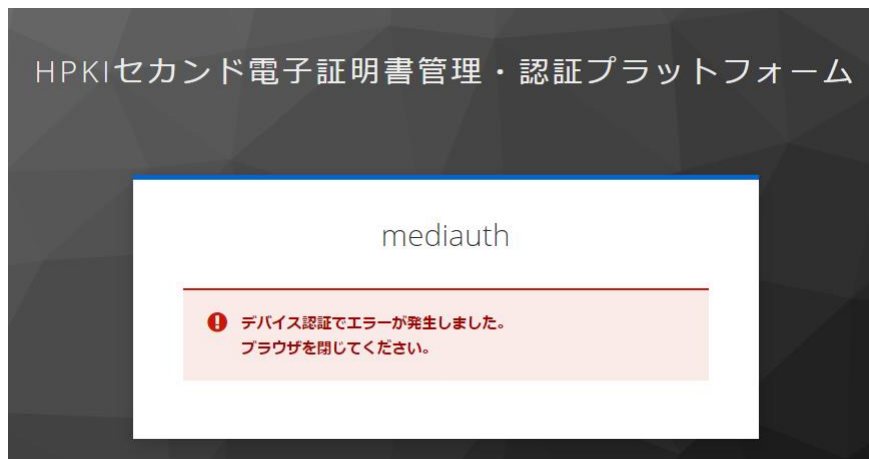 HPKIセカンド電子証明書管理・認証プラットフォーム
mediauth
デバイス認証でエラーが発生しました。
ブラウザを閉じてください。